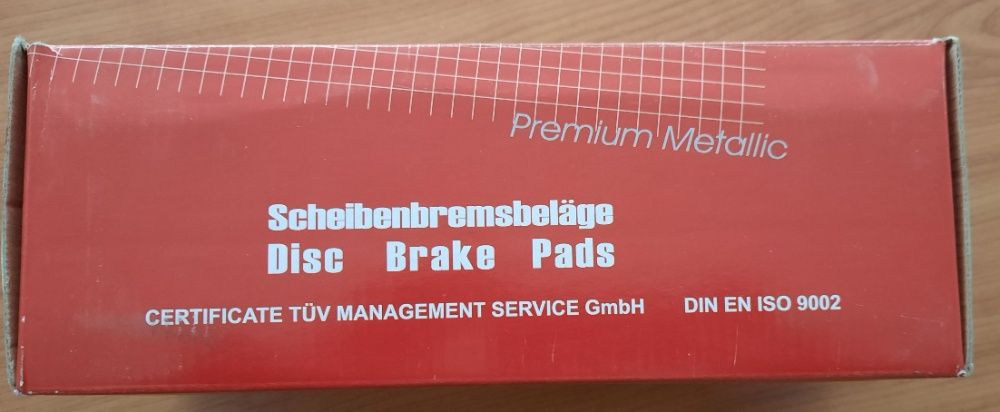 Premium Metallic
Scheibenbremsbeläge
Disc Brake Pads
CERTIFICATE TÜV MANAGEMENT SERVICE GmbH DIN EN ISO 9002